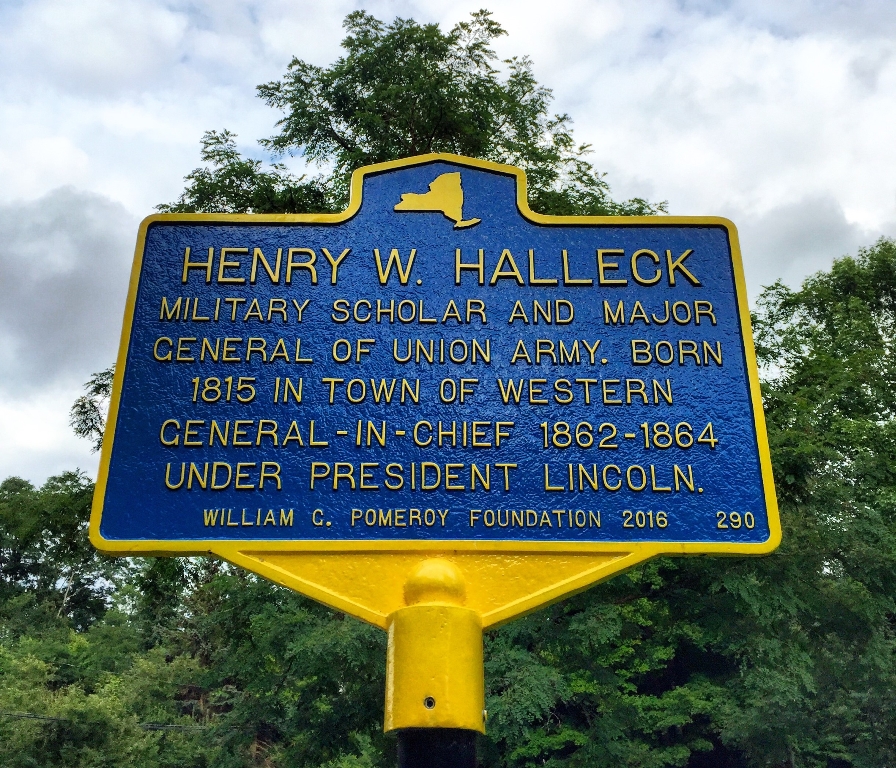 HENRY W. HALLECK
MILITARY SCHOLAR AND MAJOR
GENERAL OF UNION ARMY. BORN
1815 IN TOWN OF WESTERN
GENERAL-IN-CHIEF 1862-1864
UNDER PRESIDENT LINCOLN.
WILLIAM G. POMEROY FOUNDATION 2016 290